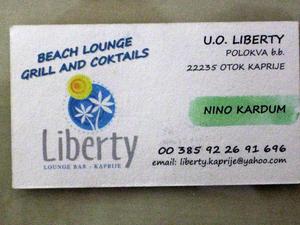 BEACH LOUNGE
GRILL AND COKTAILS
Liberty
LOUNGE BAR - KAPRIJE
U.O. LIBERTY
POLOKVA b.b.
22235 OTOK KAPRIJE
NINO KARDUM
00 385 92 26 91 696
email: liberty.kaprije@yahoo.com